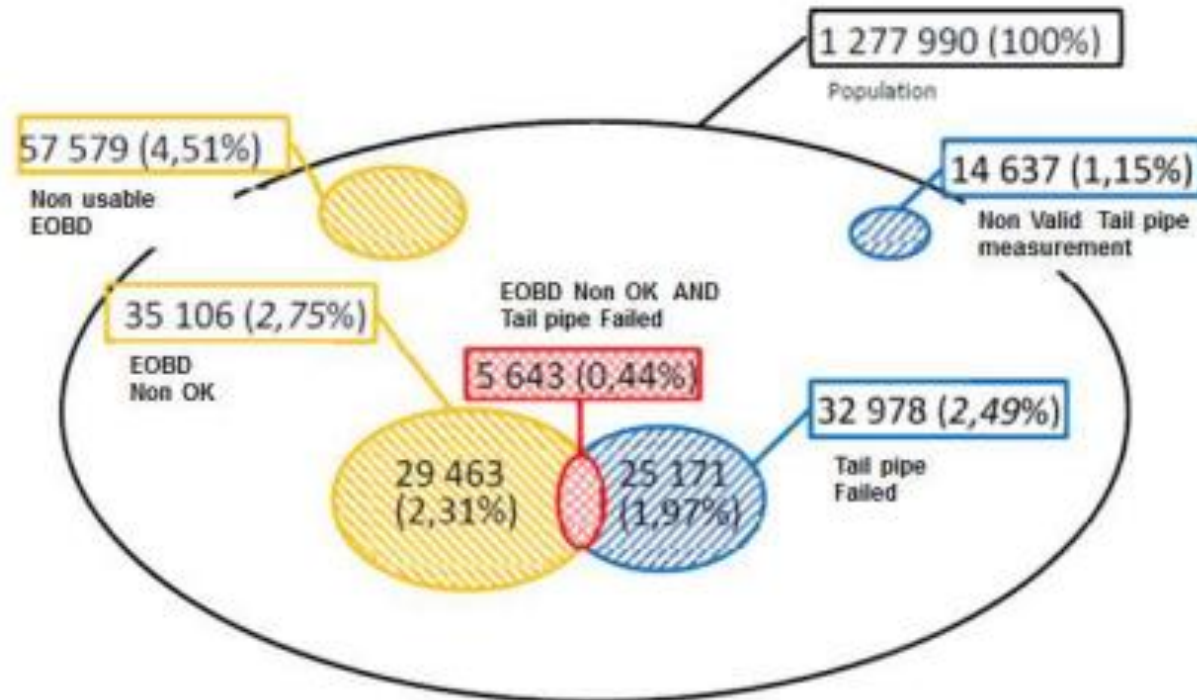 1 277 990 (100%)
Population
57 579 (4,51%)
Non usable
EOBD
14 637 (1,15%)
Non Valid Tail pipe
measurement
35 106 (2,75%)
EOBD
Non OK
EOBD Non OK AND
Tail pipe Failed
5 643 (0,44%)
32 978 (2,49%)
Tail pipe
Failed
29 463
(2,31%)
25 171
(1,97%)